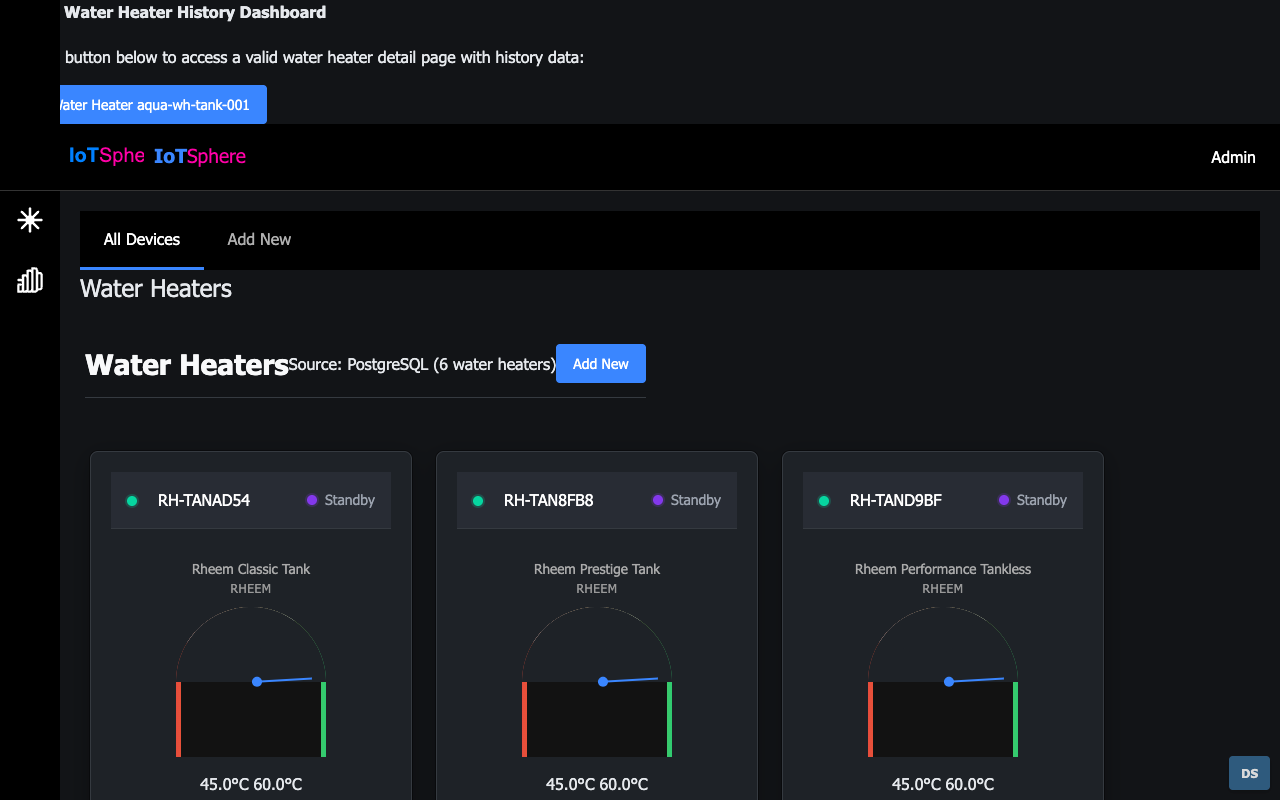 Water Heater History Dashboard
button below to access a valid water heater detail page with history data:
Water Heater aqua-wh-tank-001
IoTSphe IoTSphere
Admin
All Devices Add New
Water Heaters
Water Heaters Source: PostgreSQL (6 water heaters) Add New
RH-TANAD54 Standby
Rheem Classic Tank
RHEEM
45.0°C 60.0°C
RH-TAN8FB8 Standby
Rheem Prestige Tank
RHEEM
45.0°C 60.0°C
RH-TAND9BF Standby
Rheem Performance Tankless
RHEEM
45.0°C 60.0°C
DS